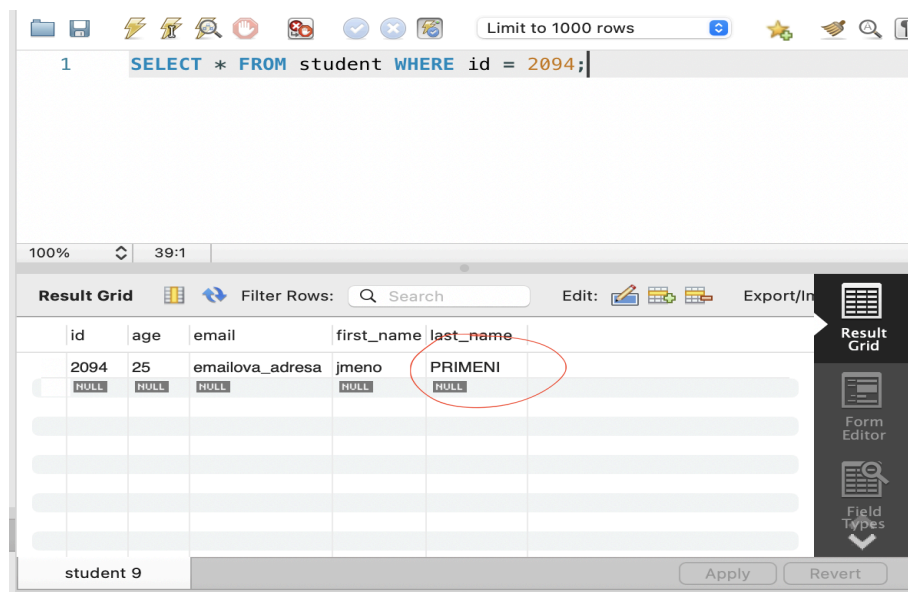 Limit to 1000 rows
1 SELECT * FROM student WHERE id = 2094;
100% 39:1
Result Grid Filter Rows: Search Edit: Export/Im
id age email first_name last_name
2094 25 emailova_adresa jmeno PRIMENI
NULL NULL NULL NULL NULL
Result
Grid
Form
Editor
Field
Types
student 9 Apply Revert